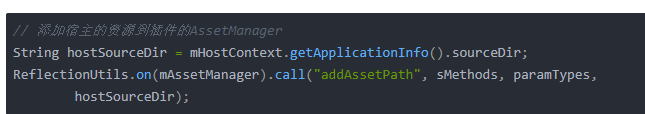 // 添加宿主的资源到插件的AssetManager
String hostSourceDir = mHostContext.getApplicationInfo().sourceDir;
ReflectionUtils.on(mAssetManager).call("addAssetPath", sMethods, paramTypes,
        hostSourceDir);